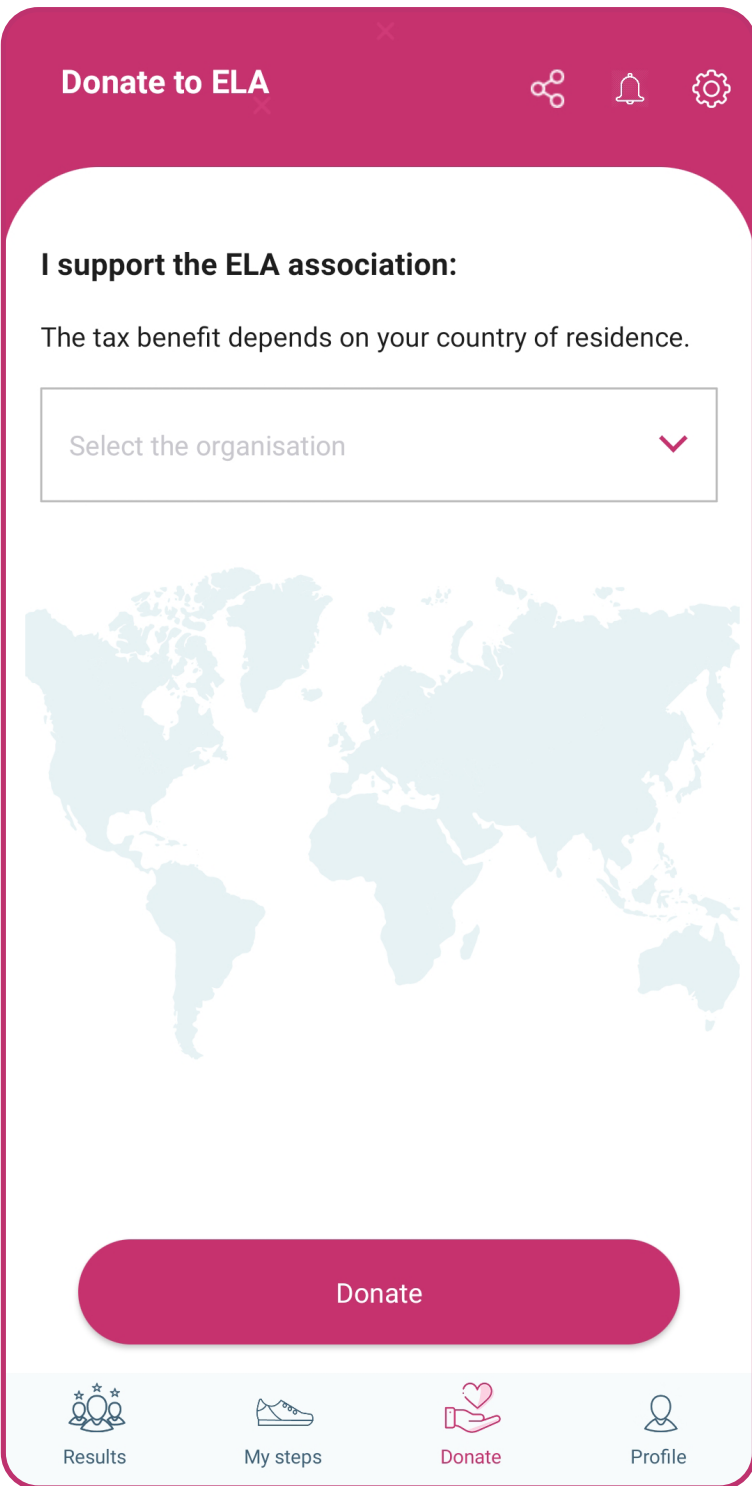 Donate to ELA
I support the ELA association:
The tax benefit depends on your country of residence.
Select the organisation
Donate
Results
My steps
Donate
Profile